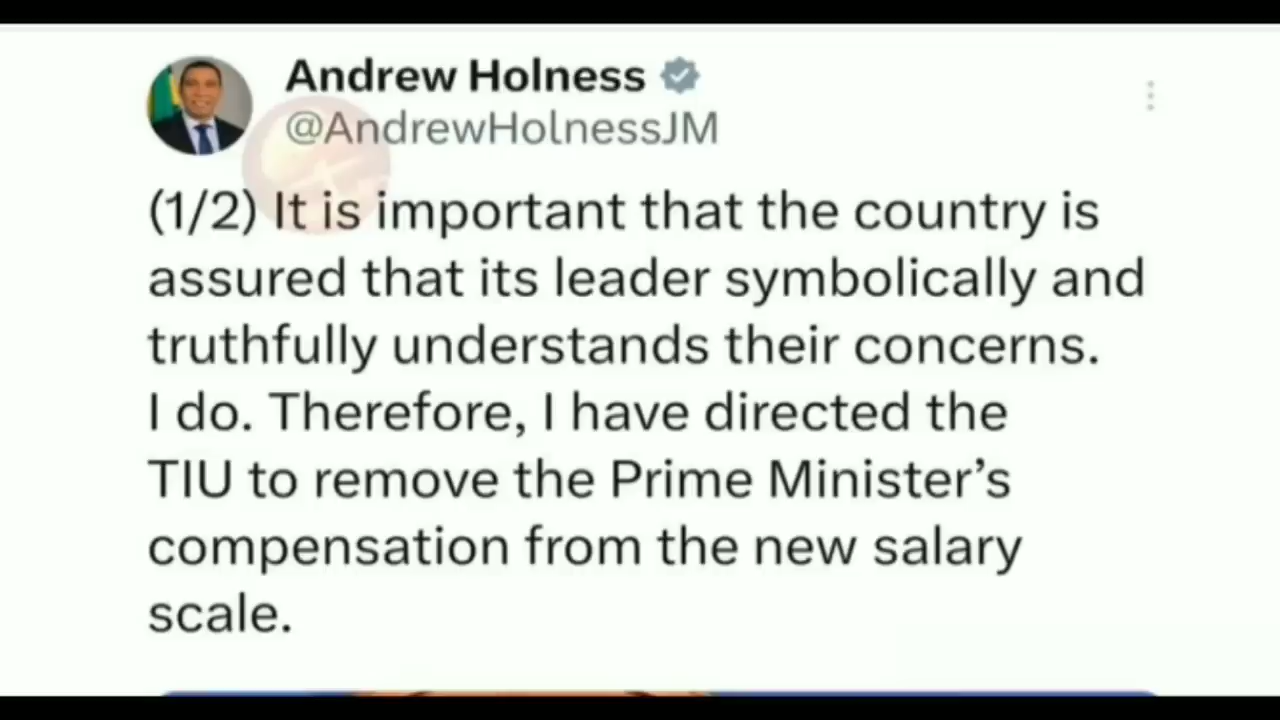 Andrew Holness
@AndrewHolnessJM
(1/2) It is important that the country is
assured that its leader symbolically and
truthfully understands their concerns.
I do. Therefore, I have directed the
TIU to remove the Prime Minister’s
compensation from the new salary
scale.